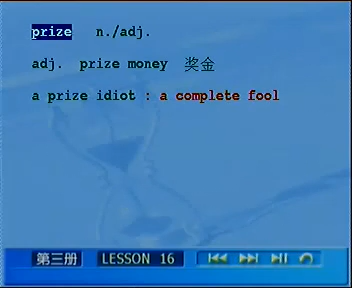 prize n./adj.
adj. prize money 奖金
a prize idiot : a complete fool
第三册 LESSON 16